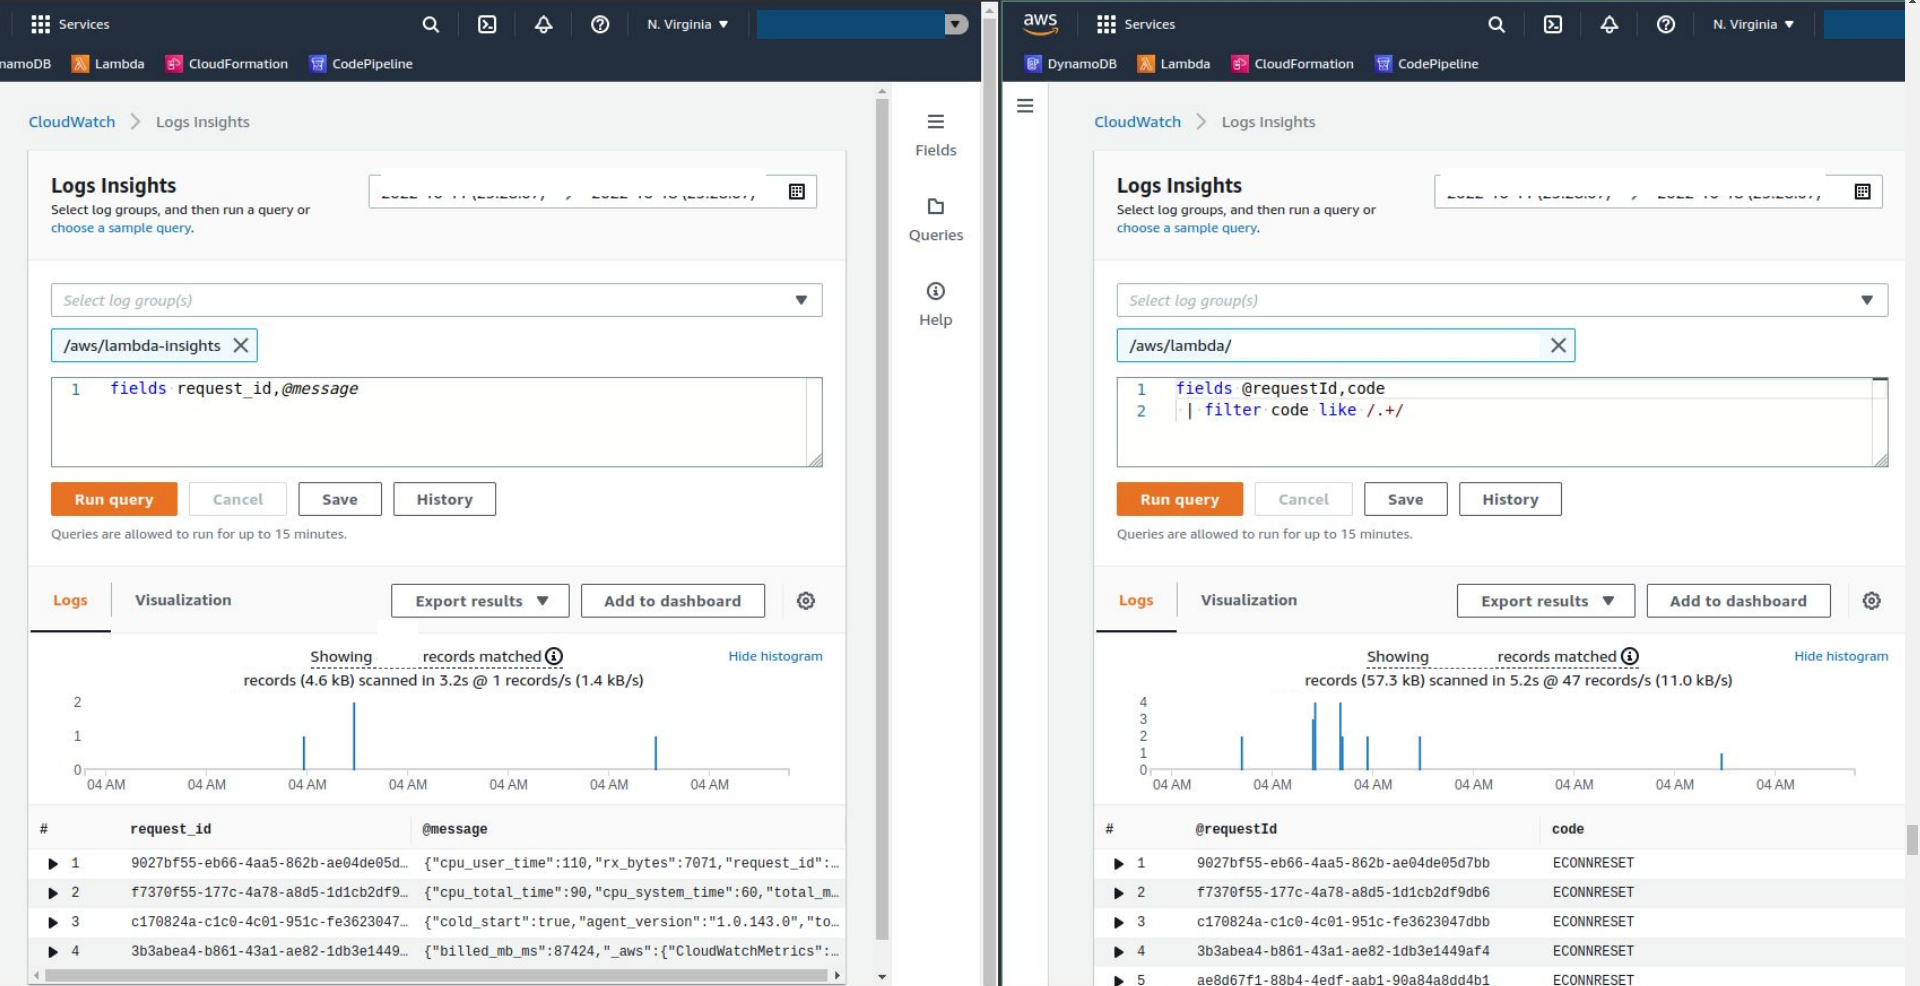 Services
N. Virginia
namoDB
Lambda
CloudFormation
CodePipeline
CloudWatch
Logs Insights
Logs Insights
Select log groups, and then run a query or
choose a sample query.
Select log group(s)
/aws/lambda-insights
1 fields request_id,@message
Run query
Cancel
Save
History
Queries are allowed to run for up to 15 minutes.
Logs
Visualization
Export results
Add to dashboard
Showing records matched
Hide histogram
records (4.6 kB) scanned in 3.2s @ 1 records/s (1.4 kB/s)
2
1
0
04 AM 04 AM 04 AM 04 AM 04 AM 04 AM 04 AM
# request_id @message
1 9027bf55-eb66-4aa5-862b-ae04de05d… {"cpu_user_time":110,"rx_bytes":7071,"request_id":…
2 f7370f55-177c-4a78-a8d5-1d1cb2df9… {"cpu_total_time":90,"cpu_system_time":60,"total_m…
3 c170824a-c1c0-4c01-951c-fe3623047… {"cold_start":true,"agent_version":"1.0.143.0","to…
4 3b3abea4-b861-43a1-ae82-1db3e1449… {"billed_mb_ms":87424,"_aws":{"CloudWatchMetrics":…
Fields
Queries
Help
aws
Services
N. Virginia
DynamoDB
Lambda
CloudFormation
CodePipeline
CloudWatch
Logs Insights
Logs Insights
Select log groups, and then run a query or
choose a sample query.
Select log group(s)
/aws/lambda/
1 fields @requestId,code
2 | filter code like /.+/
Run query
Cancel
Save
History
Queries are allowed to run for up to 15 minutes.
Logs
Visualization
Export results
Add to dashboard
Showing records matched
Hide histogram
records (57.3 kB) scanned in 5.2s @ 47 records/s (11.0 kB/s)
4
3
2
1
0
04 AM 04 AM 04 AM 04 AM 04 AM 04 AM 04 AM
# @requestId code
1 9027bf55-eb66-4aa5-862b-ae04de05d7bb ECONNRESET
2 f7370f55-177c-4a78-a8d5-1d1cb2df9db6 ECONNRESET
3 c170824a-c1c0-4c01-951c-fe3623047dbb ECONNRESET
4 3b3abea4-b861-43a1-ae82-1db3e1449af4 ECONNRESET
5 ae8d67f1-88b4-4edf-aab1-90a84a8dd4b1 ECONNRESET